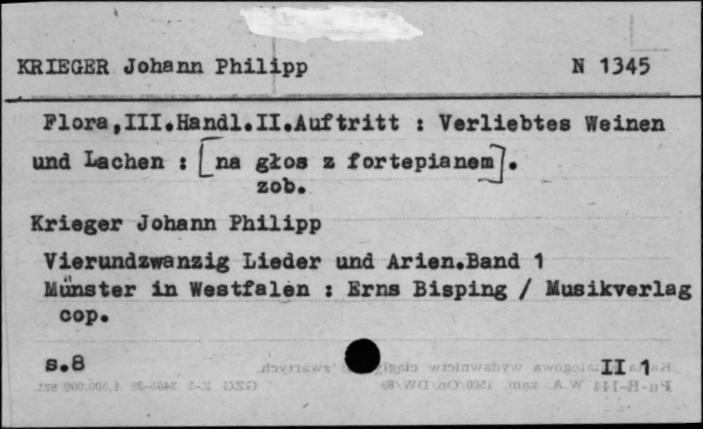 KRIEGER Johann Philipp N 1345
Flora,III.Handl.II.Auftritt : Verliebtes Weinen
und Lachen : [na głos z fortepianem].
zob.
Krieger Johann Philipp
Vierundzwanzig Lieder und Arien.Band 1
Münster in Westfalen : Erns Bisping / Musikverlag
cop.
s.8 II 1